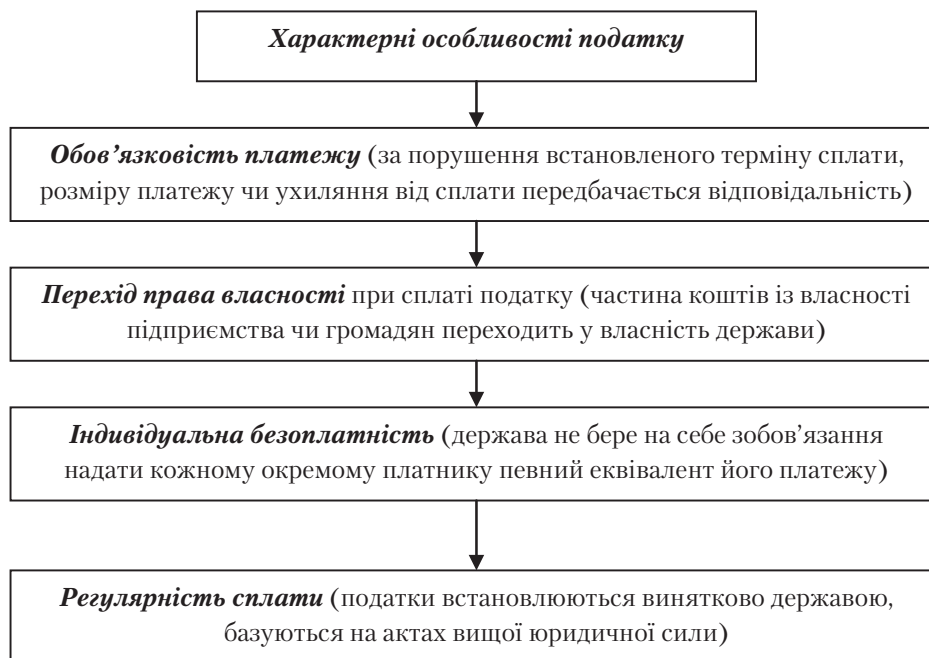 Характерні особливості податку
Обов’язковість платежу (за порушення встановленого терміну сплати,
розміру платежу чи ухиляння від сплати передбачається відповідальність)
Перехід права власності при сплаті податку (частина коштів із власності
підприємства чи громадян переходить у власність держави)
Індивідуальна безоплатність (держава не бере на себе зобов’язання
надати кожному окремому платнику певний еквівалент його платежу)
Регулярність сплати (податки встановлюються винятково державою,
базуються на актах вищої юридичної сили)